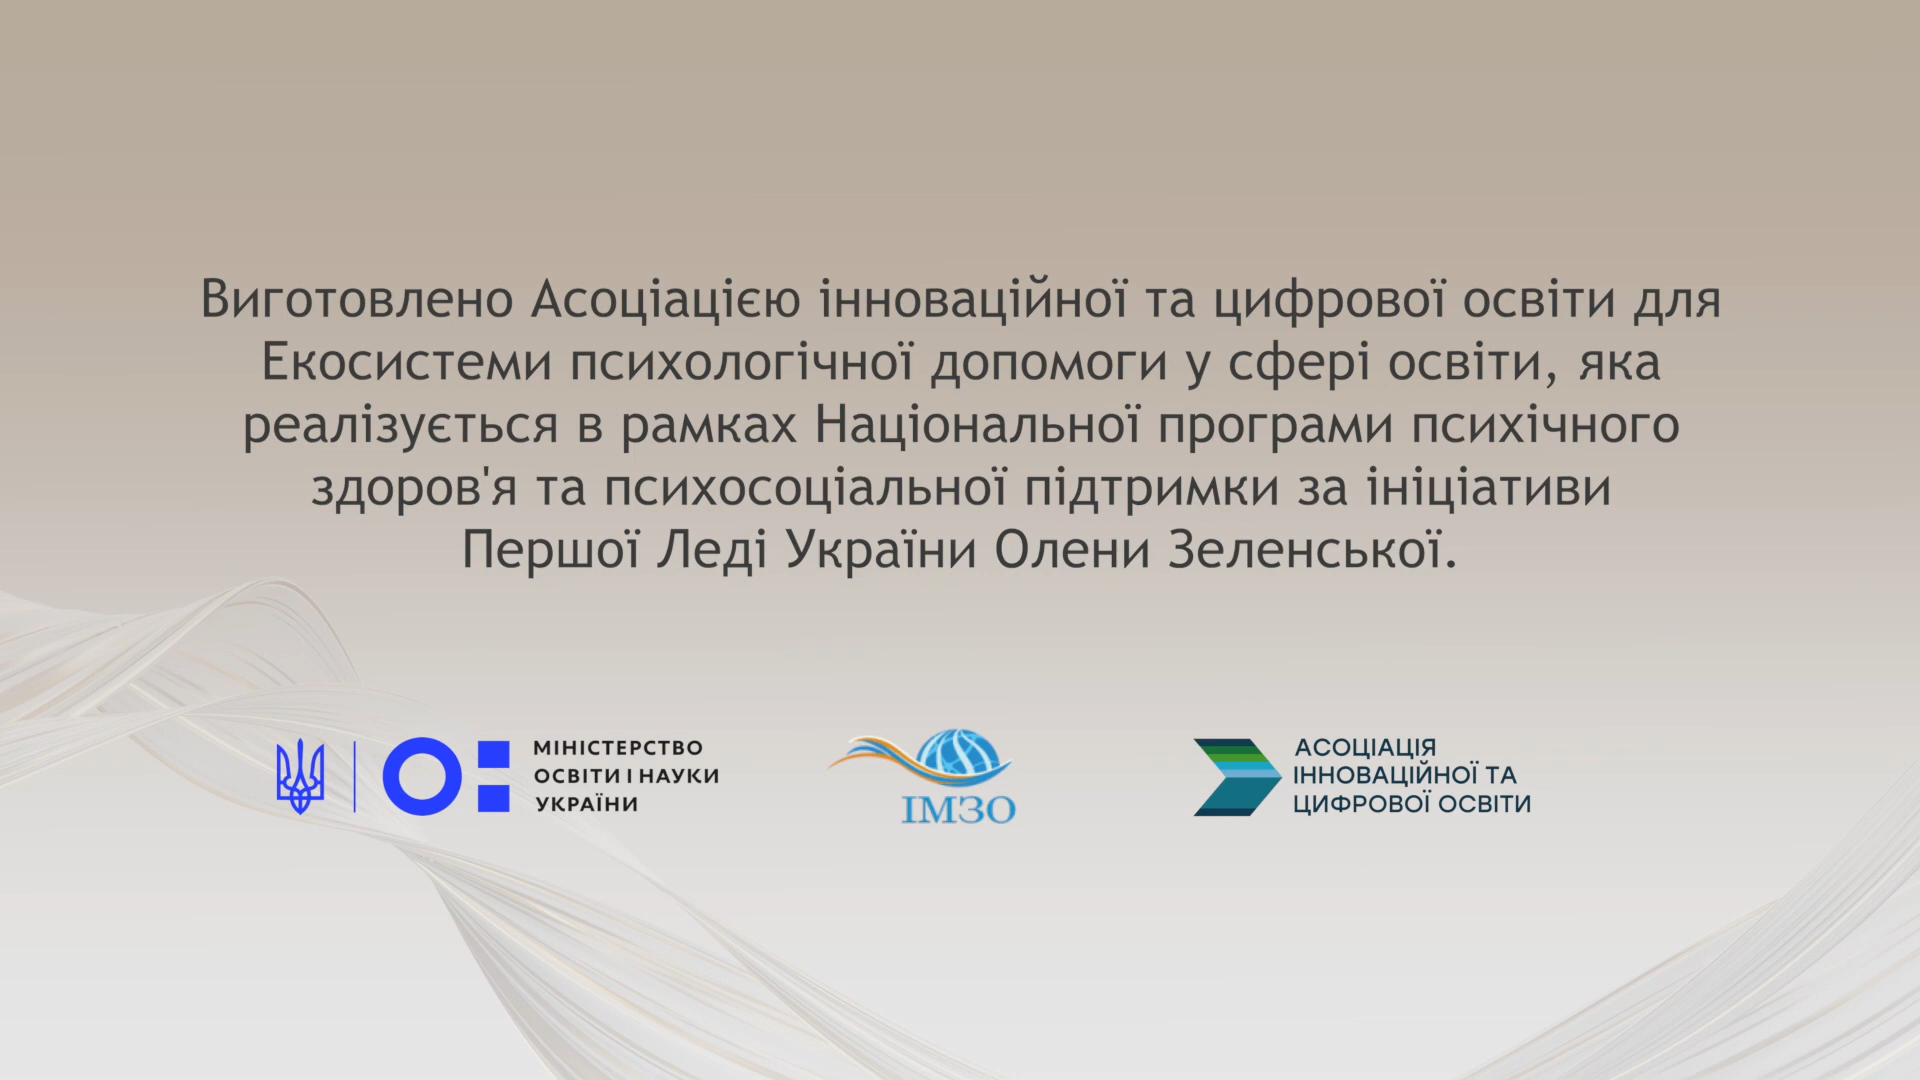 Виготовлено Асоціацією інноваційної та цифрової освіти для
Екосистеми психологічної допомоги у сфері освіти, яка
реалізується в рамках Національної програми психічного
здоров'я та психосоціальної підтримки за ініціативи
Першої Леді України Олени Зеленської.
МІНІСТЕРСТВО
ОСВІТИ І НАУКИ
УКРАЇНИ
ІМЗО
АСОЦІАЦІЯ
ІННОВАЦІЙНОЇ ТА
ЦИФРОВОЇ ОСВІТИ